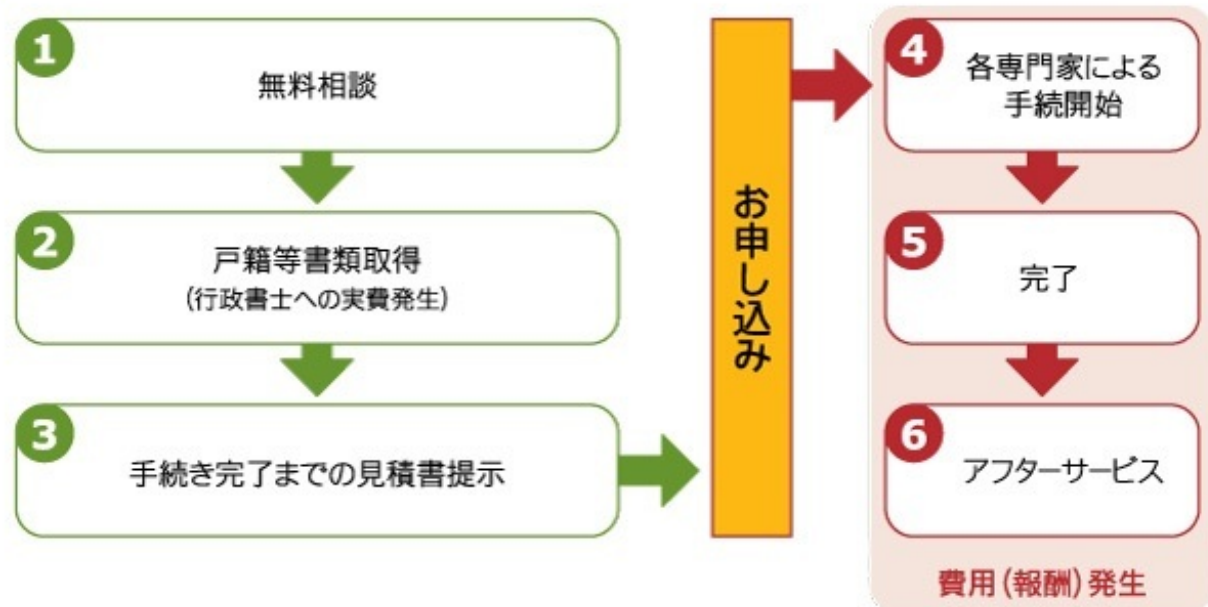 1
無料相談
2
戸籍等書類取得
(行政書士への実費発生)
3
手続き完了までの見積書提示
お申し込み
4
各専門家による
手続開始
5
完了
6
アフターサービス
費用(報酬)発生